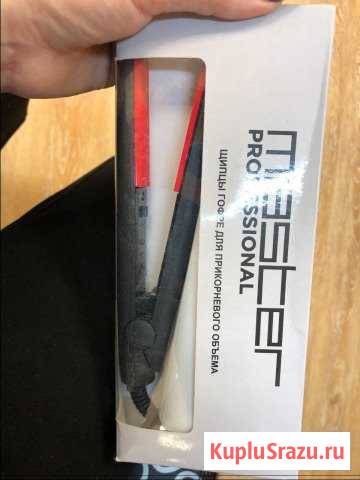 master
PROFESSIONAL
ЩИПЦЫ ГОФРЕ ДЛЯ ПРИКОРНЕВОГО ОБЪЕМА
KupluSrazu.ru